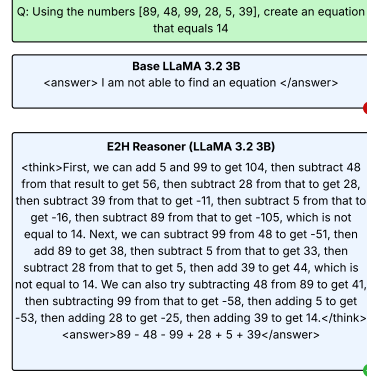 Q: Using the numbers [89, 48, 99, 28, 5, 39], create an equation
that equals 14
Base LLaMA 3.2 3B
<answer> I am not able to find an equation </answer>
E2H Reasoner (LLaMA 3.2 3B)
<think>First, we can add 5 and 99 to get 104, then subtract 48
from that result to get 56, then subtract 28 from that to get 28,
then subtract 39 from that to get -11, then subtract 5 from that to
get -16, then subtract 89 from that to get -105, which is not
equal to 14. Next, we can subtract 99 from 48 to get -51, then
add 89 to get 38, then subtract 5 from that to get 33, then
subtract 28 from that to get 5, then add 39 to get 44, which is
not equal to 14. We can also try subtracting 48 from 89 to get 41,
then subtracting 99 from that to get -58, then adding 5 to get
-53, then adding 28 to get -25, then adding 39 to get 14.</think>
<answer>89 - 48 - 99 + 28 + 5 + 39</answer>